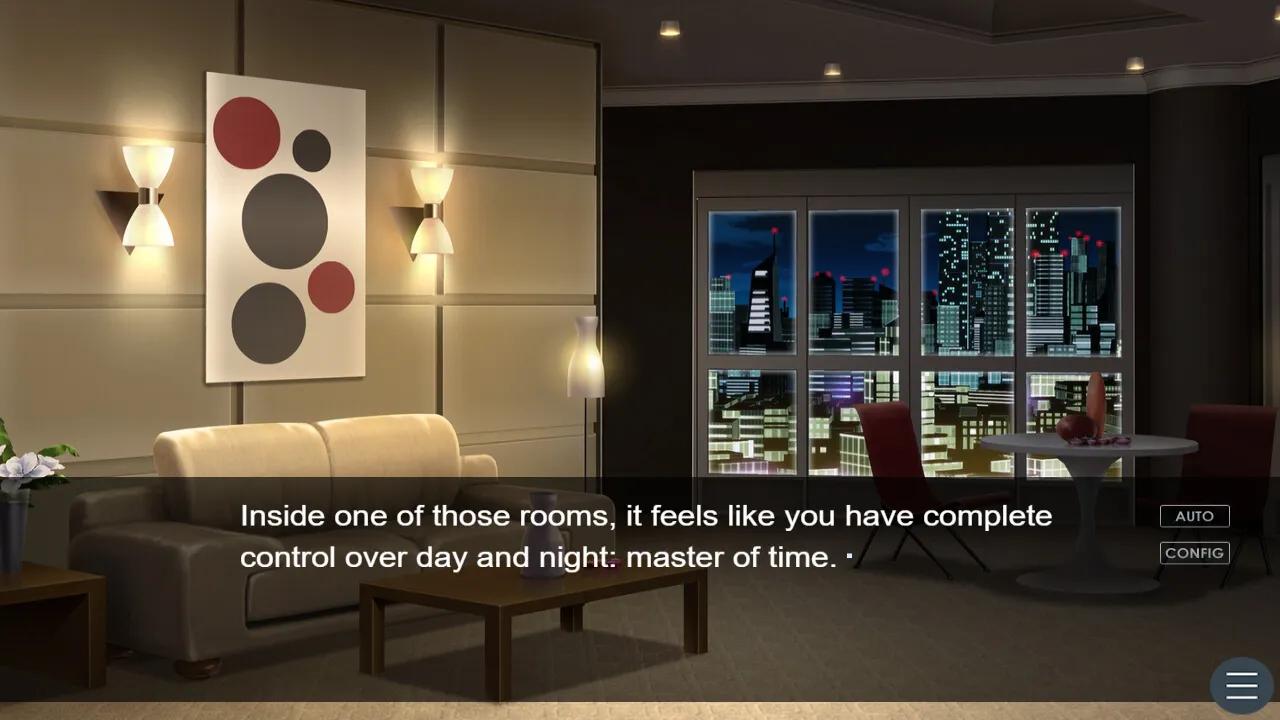 Inside one of those rooms, it feels like you have complete
control over day and night: master of time.
AUTO
CONFIG